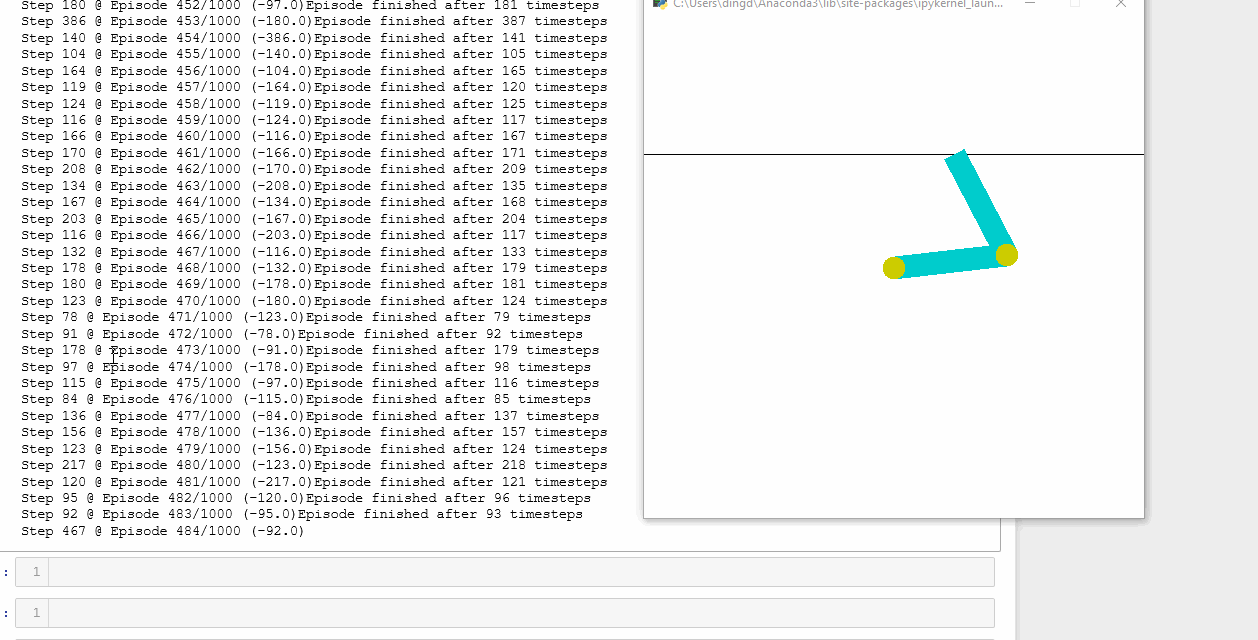 Step 180 @ Episode 452/1000 (-97.0)Episode finished after 181 timesteps
Step 386 @ Episode 453/1000 (-180.0)Episode finished after 387 timesteps
Step 140 @ Episode 454/1000 (-386.0)Episode finished after 141 timesteps
Step 104 @ Episode 455/1000 (-140.0)Episode finished after 105 timesteps
Step 164 @ Episode 456/1000 (-104.0)Episode finished after 165 timesteps
Step 119 @ Episode 457/1000 (-164.0)Episode finished after 120 timesteps
Step 124 @ Episode 458/1000 (-119.0)Episode finished after 125 timesteps
Step 116 @ Episode 459/1000 (-124.0)Episode finished after 117 timesteps
Step 166 @ Episode 460/1000 (-116.0)Episode finished after 167 timesteps
Step 170 @ Episode 461/1000 (-166.0)Episode finished after 171 timesteps
Step 208 @ Episode 462/1000 (-170.0)Episode finished after 209 timesteps
Step 134 @ Episode 463/1000 (-208.0)Episode finished after 135 timesteps
Step 167 @ Episode 464/1000 (-134.0)Episode finished after 168 timesteps
Step 203 @ Episode 465/1000 (-167.0)Episode finished after 204 timesteps
Step 116 @ Episode 466/1000 (-203.0)Episode finished after 117 timesteps
Step 132 @ Episode 467/1000 (-116.0)Episode finished after 133 timesteps
Step 178 @ Episode 468/1000 (-132.0)Episode finished after 179 timesteps
Step 180 @ Episode 469/1000 (-178.0)Episode finished after 181 timesteps
Step 123 @ Episode 470/1000 (-180.0)Episode finished after 124 timesteps
Step 78 @ Episode 471/1000 (-123.0)Episode finished after 79 timesteps
Step 91 @ Episode 472/1000 (-78.0)Episode finished after 92 timesteps
Step 178 @ Episode 473/1000 (-91.0)Episode finished after 179 timesteps
Step 97 @ Episode 474/1000 (-178.0)Episode finished after 98 timesteps
Step 115 @ Episode 475/1000 (-97.0)Episode finished after 116 timesteps
Step 84 @ Episode 476/1000 (-115.0)Episode finished after 85 timesteps
Step 136 @ Episode 477/1000 (-84.0)Episode finished after 137 timesteps
Step 156 @ Episode 478/1000 (-136.0)Episode finished after 157 timesteps
Step 123 @ Episode 479/1000 (-156.0)Episode finished after 124 timesteps
Step 217 @ Episode 480/1000 (-123.0)Episode finished after 218 timesteps
Step 120 @ Episode 481/1000 (-217.0)Episode finished after 121 timesteps
Step 95 @ Episode 482/1000 (-120.0)Episode finished after 96 timesteps
Step 92 @ Episode 483/1000 (-95.0)Episode finished after 93 timesteps
Step 467 @ Episode 484/1000 (-92.0)
: 1
: 1
C:\Users\dingd\Anaconda3\lib\site-packages\ipykernel_laun...